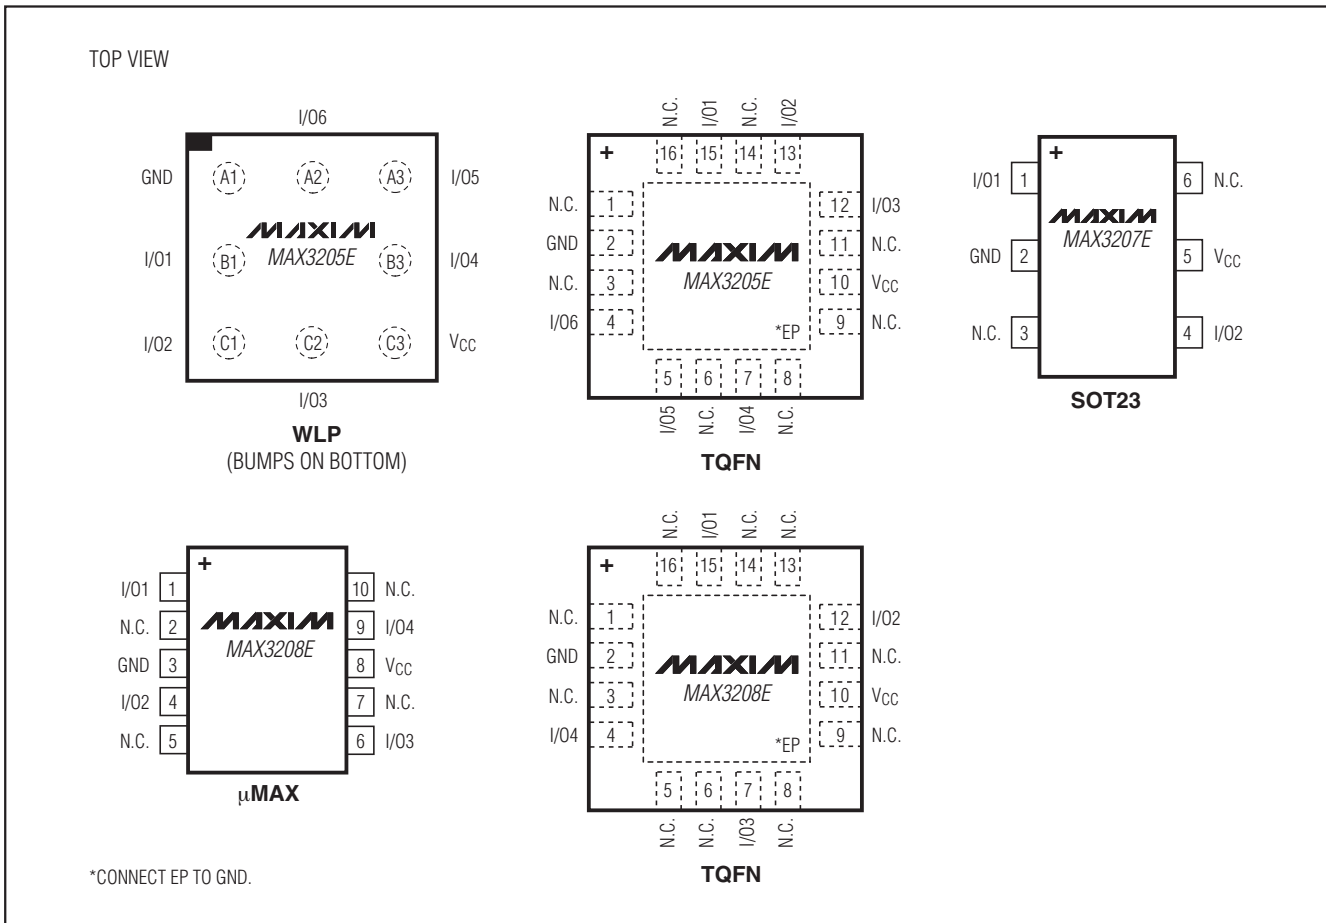 TOP VIEW
I/O6
GND A1 A2 A3 I/O5
MAXIM
MAX3205E
I/O1 B1 B3 I/O4
I/O2 C1 C2 C3 VCC
I/O3
WLP
(BUMPS ON BOTTOM)
N.C. I/O1 N.C. I/O2
+ 16 15 14 13
N.C. 1 12 I/O3
GND 2 11 N.C.
N.C. 3 10 VCC
I/O6 4 9 N.C.
MAXIM
MAX3205E
*EP
5 6 7 8
I/O5 N.C. I/O4 N.C.
TQFN
+
I/O1 1 6 N.C.
MAXIM
MAX3207E
GND 2 5 VCC
N.C. 3 4 I/O2
SOT23
+
I/O1 1 10 N.C.
N.C. 2 9 I/O4
MAXIM
MAX3208E
GND 3 8 VCC
I/O2 4 7 N.C.
N.C. 5 6 I/O3
µMAX
N.C. I/O1 N.C. N.C.
+ 16 15 14 13
N.C. 1 12 I/O2
GND 2 11 N.C.
N.C. 3 10 VCC
I/O4 4 9 N.C.
MAXIM
MAX3208E
*EP
5 6 7 8
N.C. N.C. I/O3 N.C.
TQFN
*CONNECT EP TO GND.